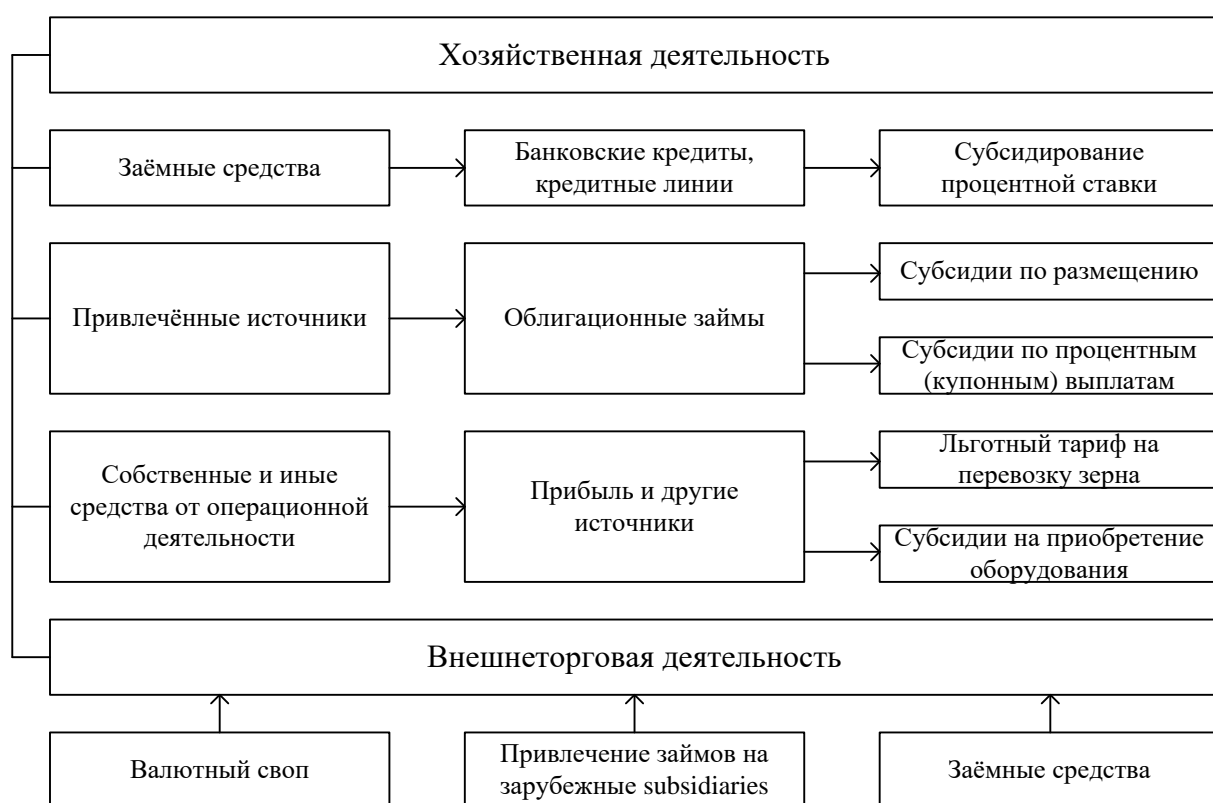 Хозяйственная деятельность
Заёмные средства
Банковские кредиты,
кредитные линии
Субсидирование
процентной ставки
Привлечённые источники
Облигационные займы
Субсидии по размещению
Субсидии по процентным
(купонным) выплатам
Собственные и иные
средства от операционной
деятельности
Прибыль и другие
источники
Льготный тариф на
перевозку зерна
Субсидии на приобретение
оборудования
Внешнеторговая деятельность
Валютный своп
Привлечение займов на
зарубежные subsidiaries
Заёмные средства